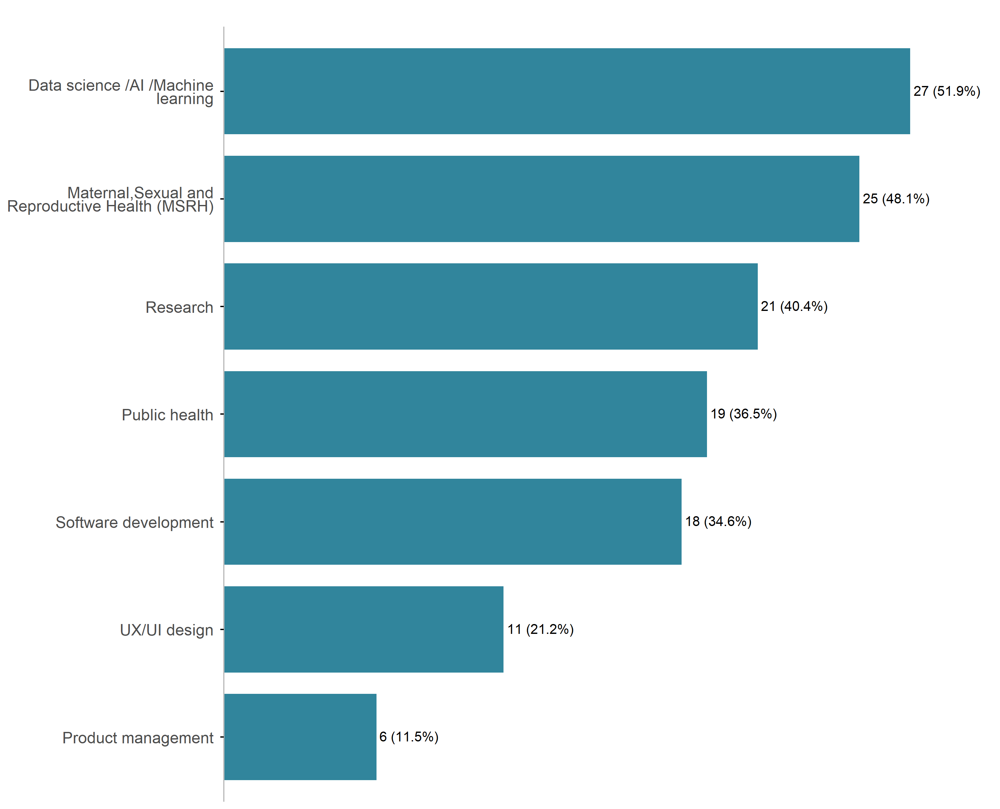 Data science /AI /Machine
learning
27 (51.9%)
Maternal,Sexual and
Reproductive Health (MSRH)
25 (48.1%)
Research
21 (40.4%)
Public health
19 (36.5%)
Software development
18 (34.6%)
UX/UI design
11 (21.2%)
Product management
6 (11.5%)